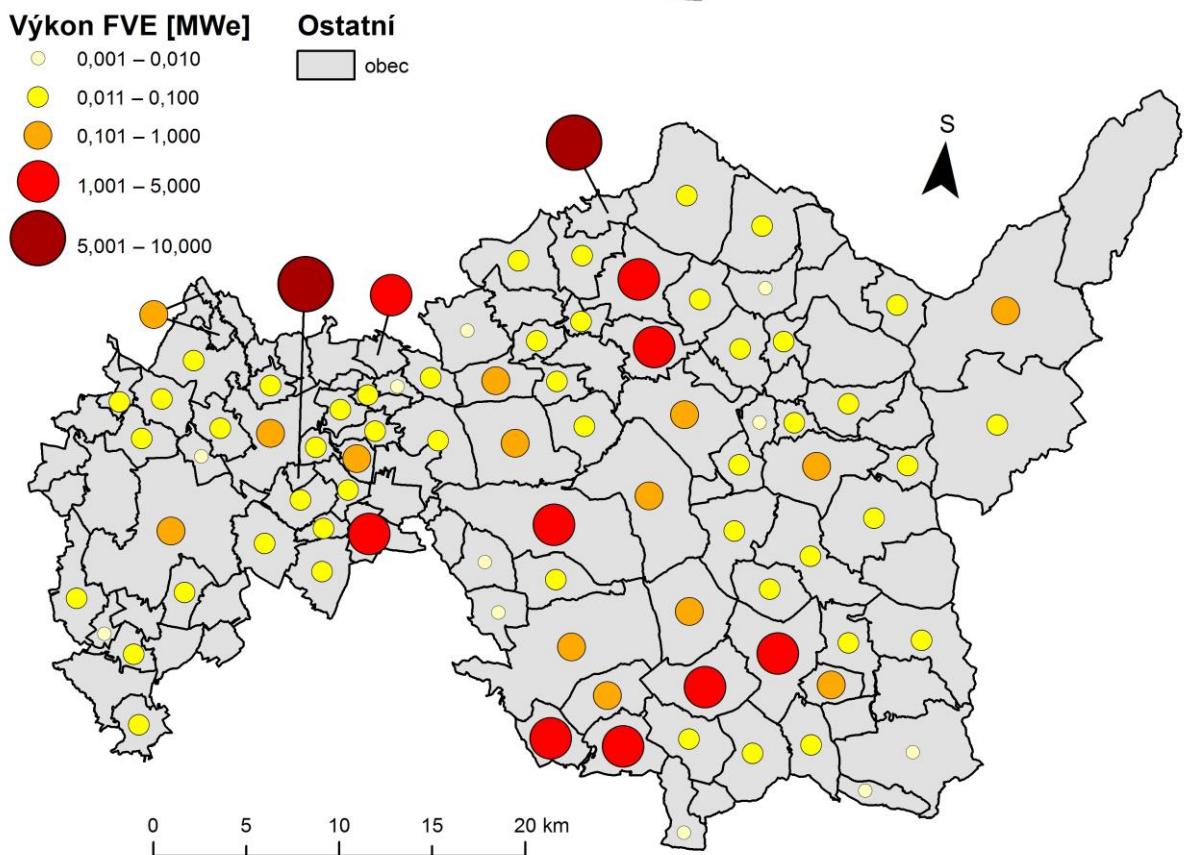 Výkon FVE [MWe]
0,001 – 0,010
0,011 – 0,100
0,101 – 1,000
1,001 – 5,000
5,001 – 10,000
Ostatní
obec
S
0 5 10 15 20 km